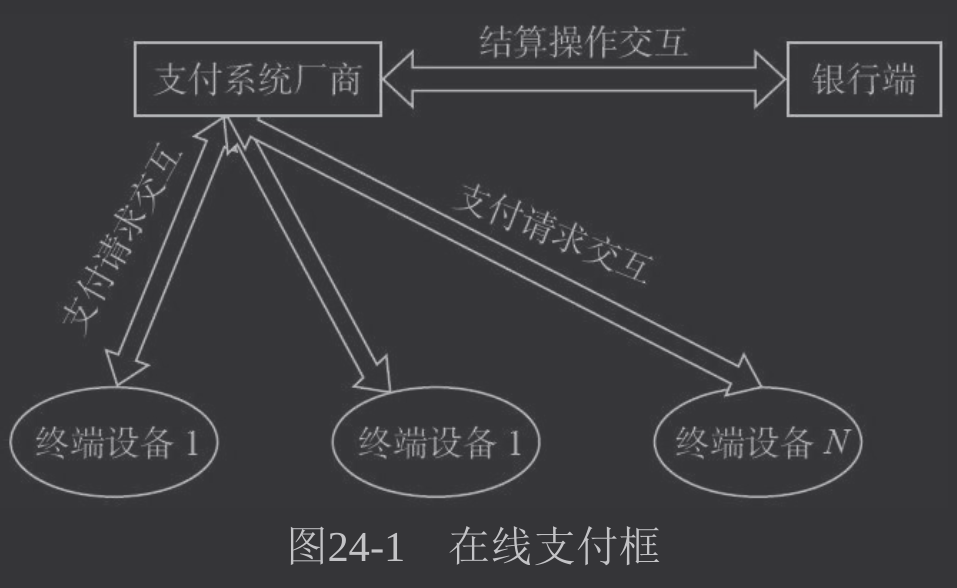 结算操作交互
支付系统厂商
银行端
支付请求交互
支付请求交互
终端设备 1
终端设备 1
终端设备 N
图24-1 在线支付框